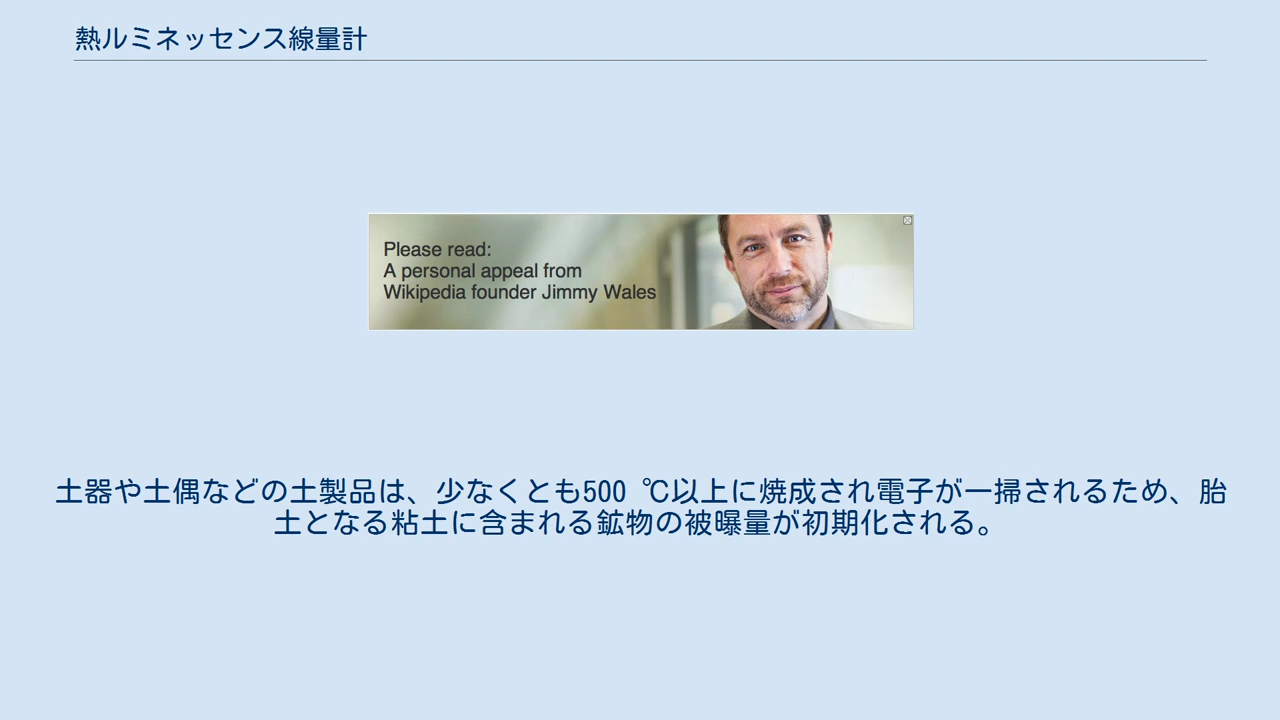 熱ルミネッセンス線量計
Please read:
A personal appeal from
Wikipedia founder Jimmy Wales
土器や土偶などの土製品は、少なくとも500 ℃以上に焼成され電子が一掃されるため、胎
土となる粘土に含まれる鉱物の被曝量が初期化される。